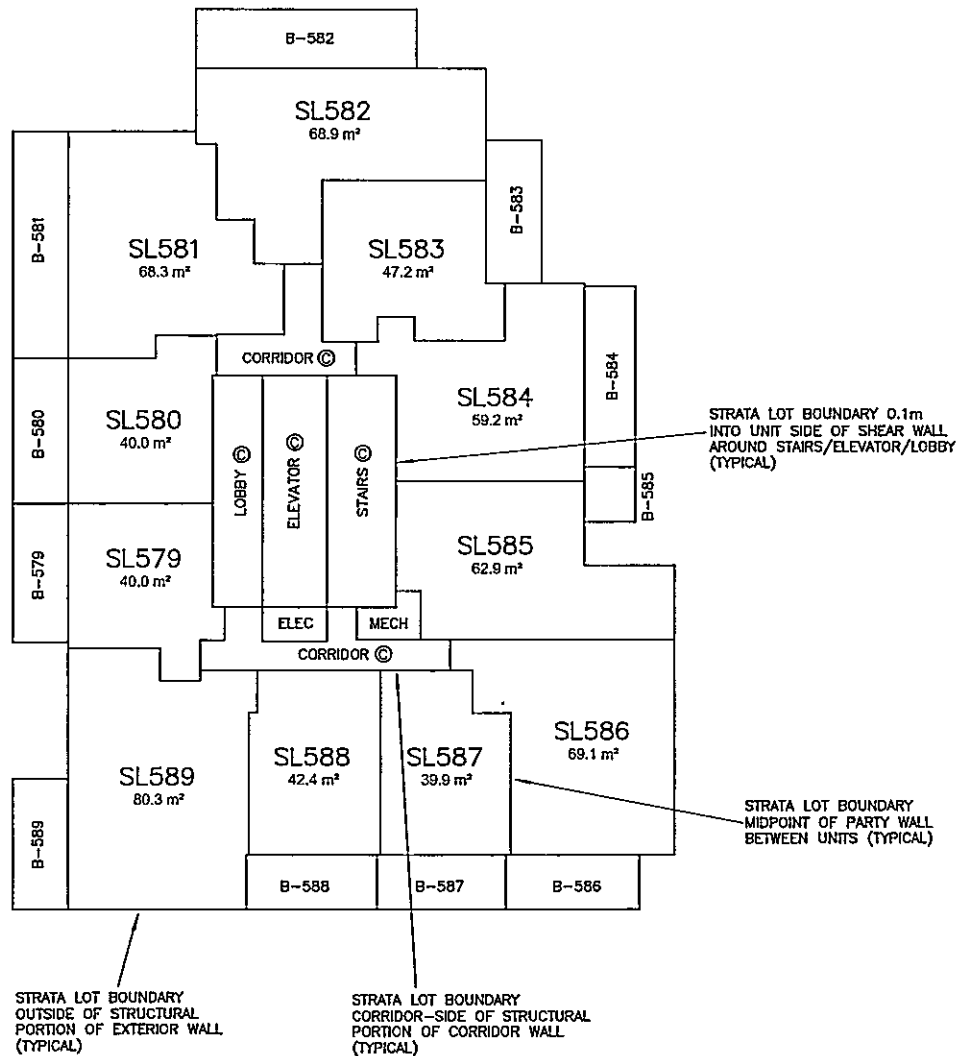 B-582
SL582
68.9 m²
B-581
SL581
68.3 m²
B-583
SL583
47.2 m²
CORRIDOR Ⓒ
B-580
SL580
40.0 m²
LOBBY Ⓒ
ELEVATOR Ⓒ
STAIRS Ⓒ
SL584
59.2 m²
B-584
STRATA LOT BOUNDARY 0.1m
INTO UNIT SIDE OF SHEAR WALL
AROUND STAIRS/ELEVATOR/LOBBY
(TYPICAL)
B-585
B-579
SL579
40.0 m²
SL585
62.9 m²
ELEC
MECH
CORRIDOR Ⓒ
SL589
80.3 m²
SL588
42.4 m²
SL587
39.9 m²
SL586
69.1 m²
STRATA LOT BOUNDARY
MIDPOINT OF PARTY WALL
BETWEEN UNITS (TYPICAL)
B-589
B-588
B-587
B-586
STRATA LOT BOUNDARY
OUTSIDE OF STRUCTURAL
PORTION OF EXTERIOR WALL
(TYPICAL)
STRATA LOT BOUNDARY
CORRIDOR-SIDE OF STRUCTURAL
PORTION OF CORRIDOR WALL
(TYPICAL)